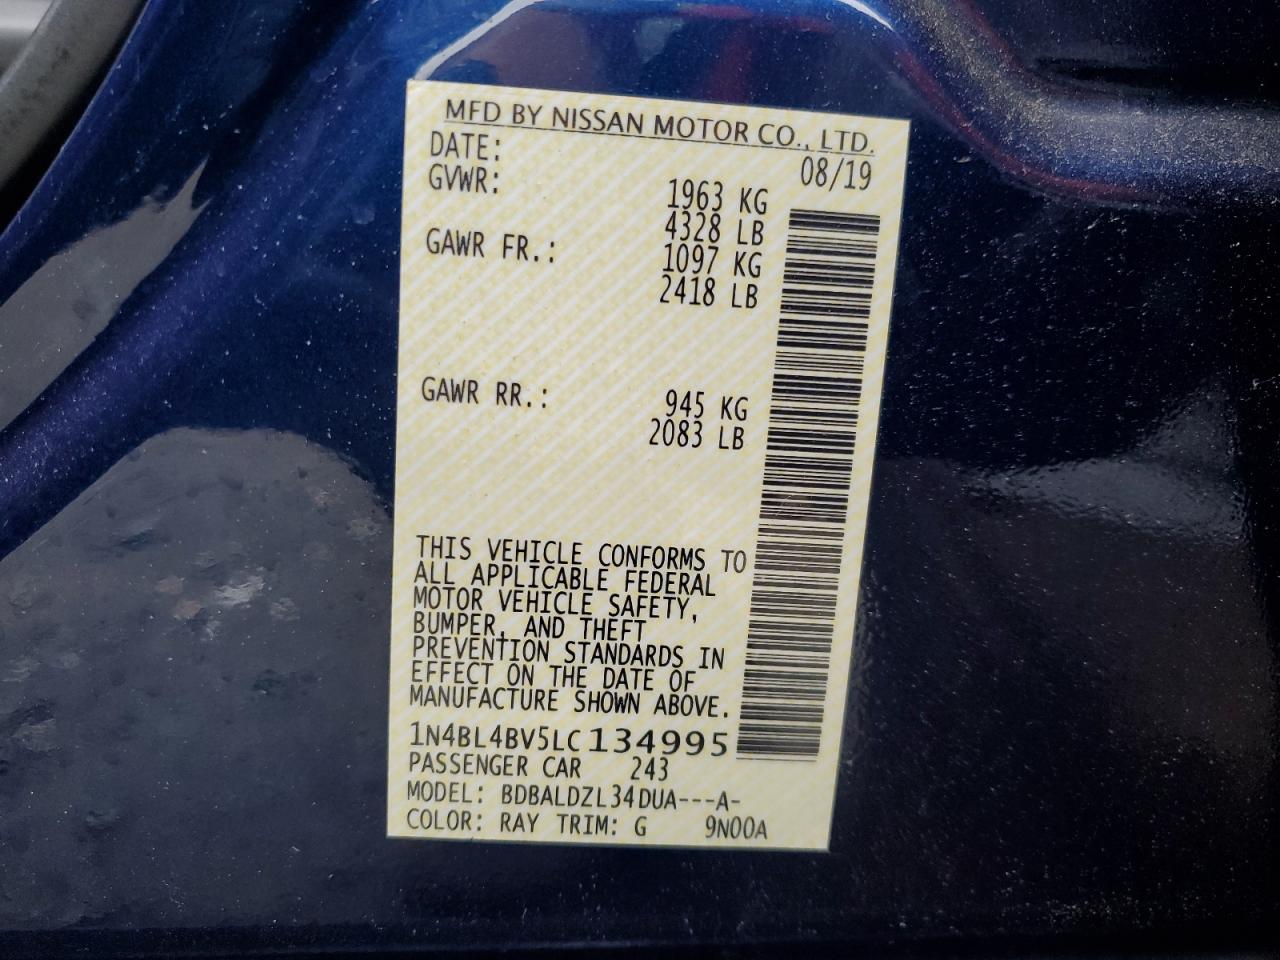 MFD BY NISSAN MOTOR CO., LTD.
DATE: 08/19
GVWR: 1963 KG
4328 LB
GAWR FR.: 1097 KG
2418 LB
GAWR RR.: 945 KG
2083 LB
THIS VEHICLE CONFORMS TO
ALL APPLICABLE FEDERAL
MOTOR VEHICLE SAFETY,
BUMPER, AND THEFT
PREVENTION STANDARDS IN
EFFECT ON THE DATE OF
MANUFACTURE SHOWN ABOVE.
1N4BL4BV5LC134995
PASSENGER CAR 243
MODEL: BDBALDZL34DUA---A-
COLOR: RAY TRIM: G 9N00A